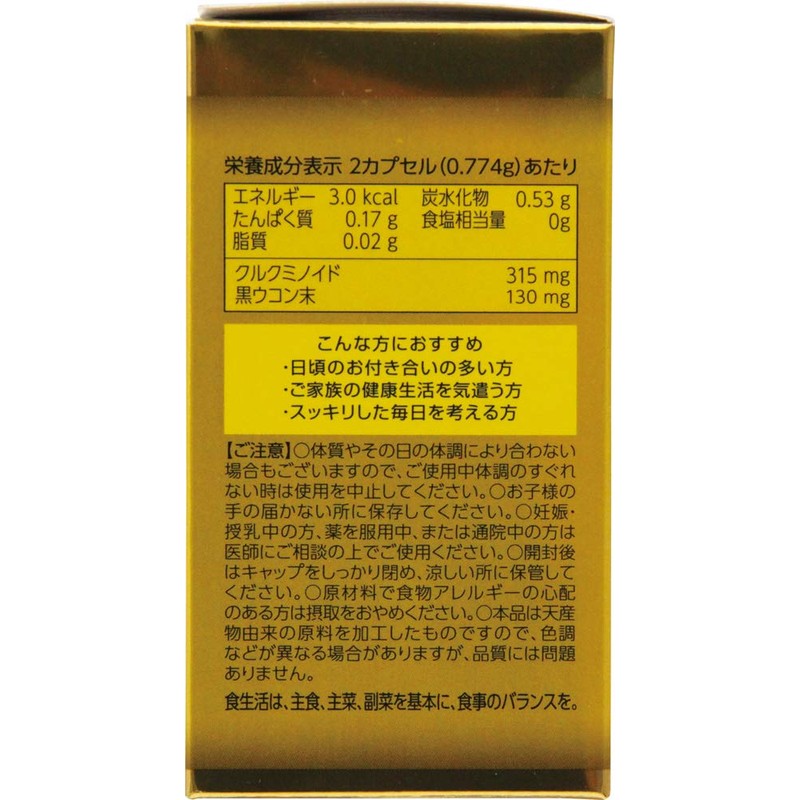 栄養成分表示 2カプセル(0.774g)あたり
エネルギー 3.0 kcal 炭水化物 0.53 g
たんぱく質 0.17 g 食塩相当量 0g
脂質 0.02 g
クルクミノイド 315 mg
黒ウコン末 130 mg
こんな方におすすめ
・日頃のお付き合いの多い方
・ご家族の健康生活を気遣う方
・スッキリした毎日を考える方
【ご注意】○体質やその日の体調により合わない
場合もございますので、ご使用中体調のすぐれ
ない時は使用を中止してください。○お子様の
手の届かない所に保存してください。○妊娠・
授乳中の方、薬を服用中、または通院中の方は
医師にご相談の上でご使用ください。○開封後
はキャップをしっかり閉め、涼しい所に保管して
ください。○原材料で食物アレルギーの心配
のある方は摂取をおやめください。○本品は天産
物由来の原料を加工したものですので、色調
などが異なる場合がありますが、品質には問題
ありません。
食生活は、主食、主菜、副菜を基本に、食事のバランスを。